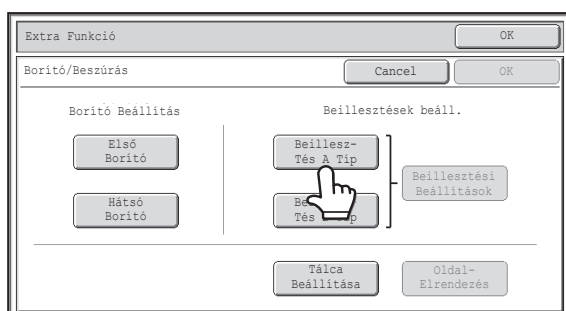 Extra Funkció
OK
Borító/Beszúrás
Cancel
OK
Borító Beállítás
Beillesztések beáll.
Első
Borító
Beillesz-
Tés A Típ
Beillesztési
Beállítások
Hátsó
Borító
Tés
Tálca
Beállítása
Oldal-
Elrendezés